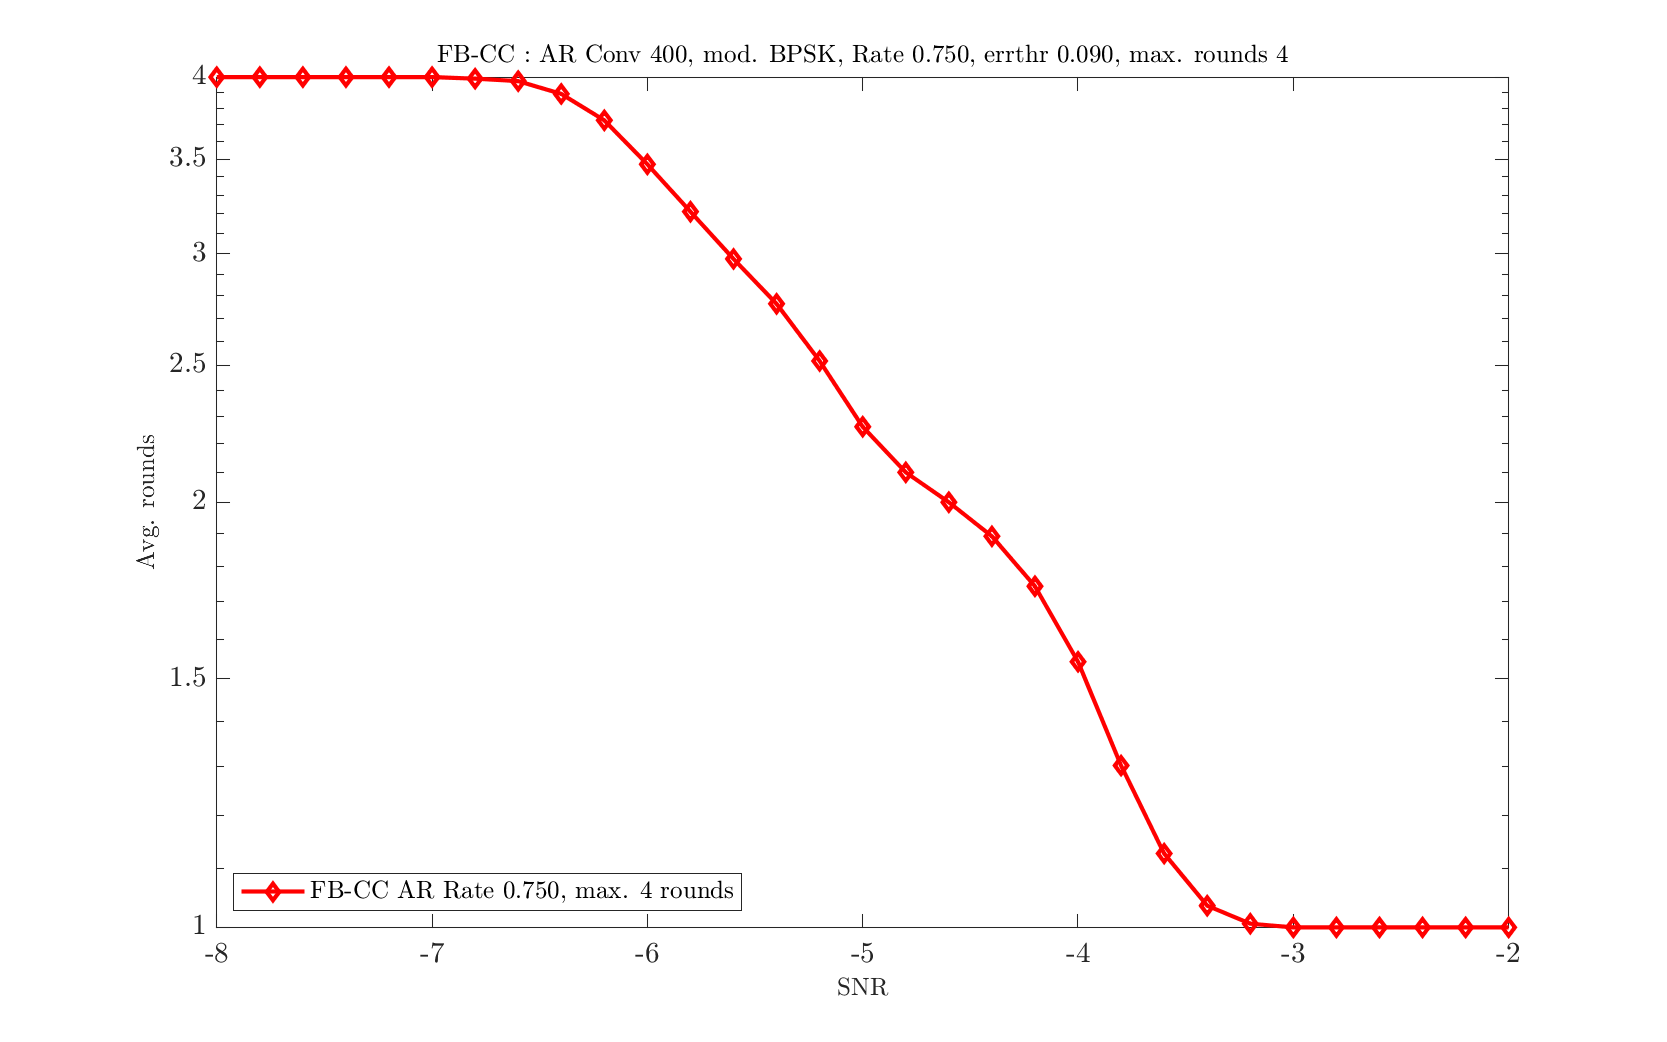 FB-CC : AR Conv 400, mod. BPSK, Rate 0.750, errthr 0.090, max. rounds 4
4
3.5
3
2.5
2
1.5
1
Avg. rounds
FB-CC AR Rate 0.750, max. 4 rounds
-8 -7 -6 -5 -4 -3 -2
SNR